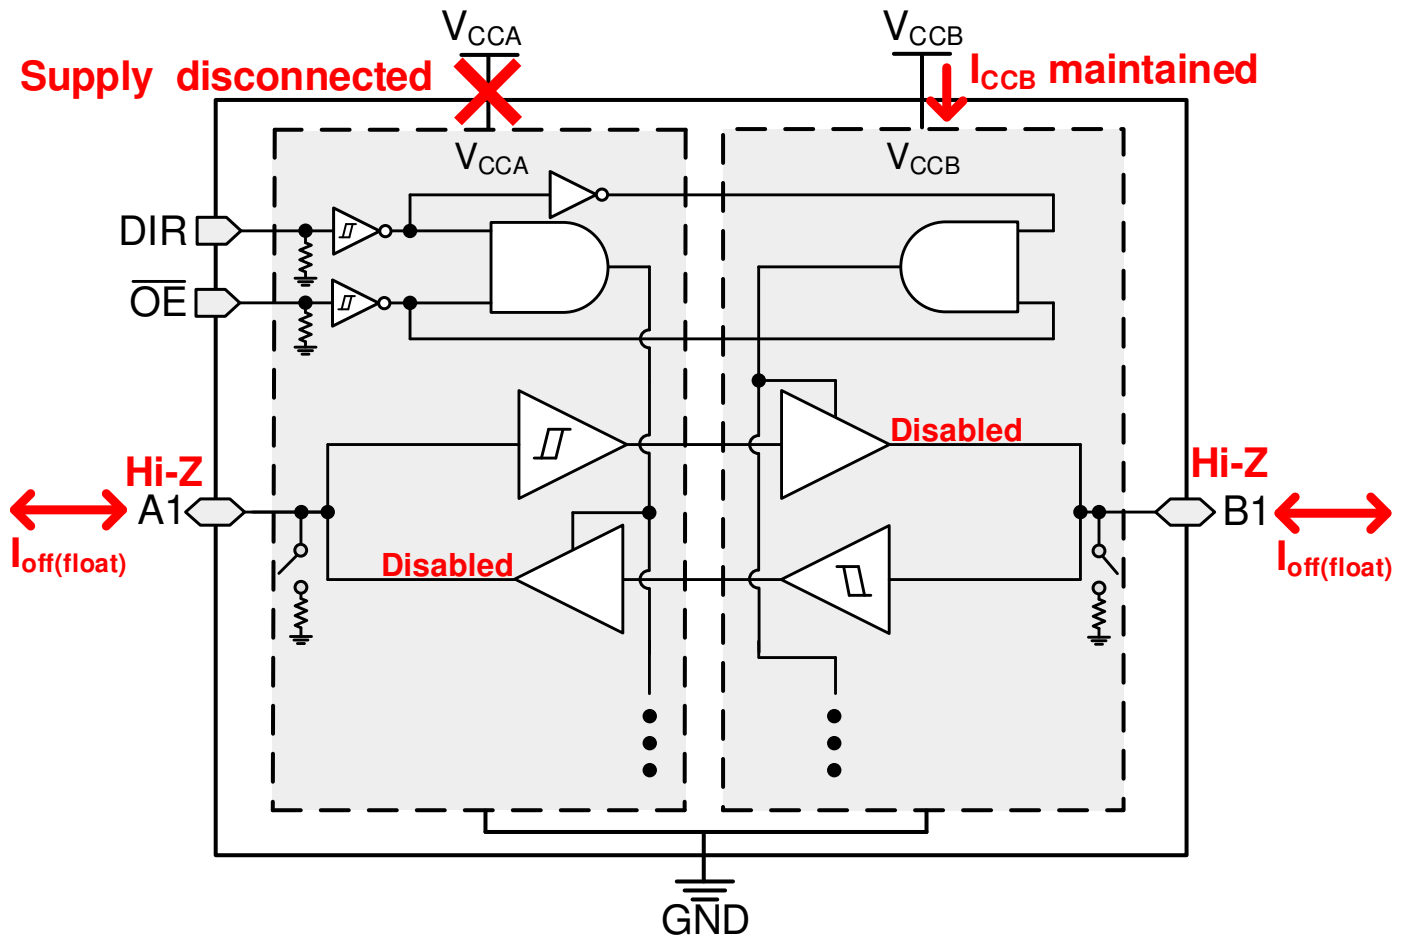 VCCA
VCCB
Supply disconnected
ICCB maintained
VCCA
VCCB
DIR
OE
Disabled
Hi-Z
Hi-Z
A1
B1
Ioff(float)
Ioff(float)
Disabled
GND